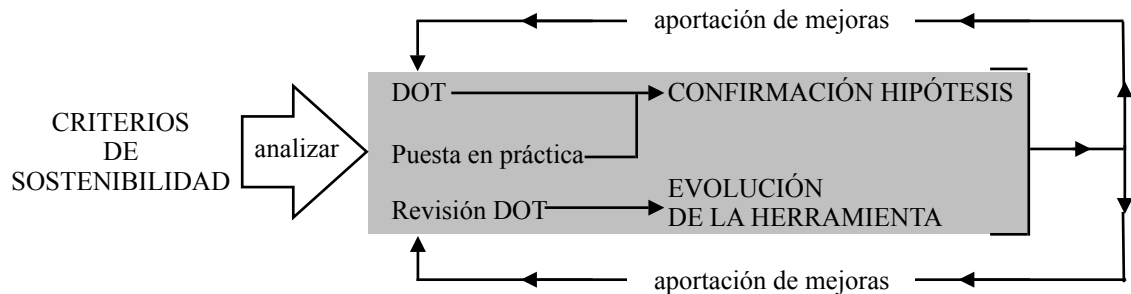 aportación de mejoras
CRITERIOS
DE
SOSTENIBILIDAD
analizar
DOT
CONFIRMACIÓN HIPÓTESIS
Puesta en práctica
Revisión DOT
EVOLUCIÓN
DE LA HERRAMIENTA
aportación de mejoras